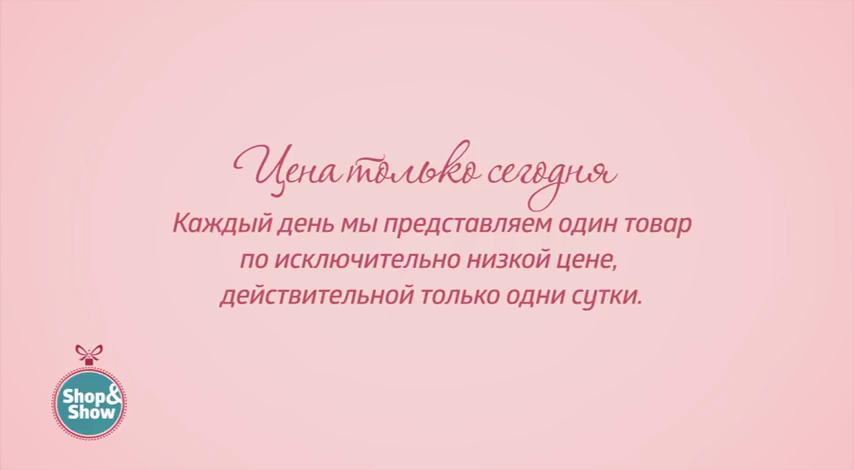 Цена только сегодня
Каждый день мы представляем один товар
по исключительно низкой цене,
действительной только одни сутки.
Shop&
Show